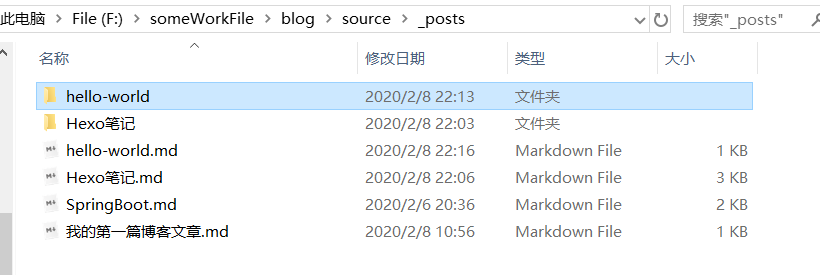 此电脑 > File (F:) > someWorkFile > blog > source > _posts 搜索"_posts"
名称 修改日期 类型 大小
hello-world 2020/2/8 22:13 文件夹
Hexo笔记 2020/2/8 22:03 文件夹
hello-world.md 2020/2/8 22:16 Markdown File 1 KB
Hexo笔记.md 2020/2/8 22:06 Markdown File 3 KB
SpringBoot.md 2020/2/6 20:36 Markdown File 2 KB
我的第一篇博客文章.md 2020/2/8 10:56 Markdown File 1 KB